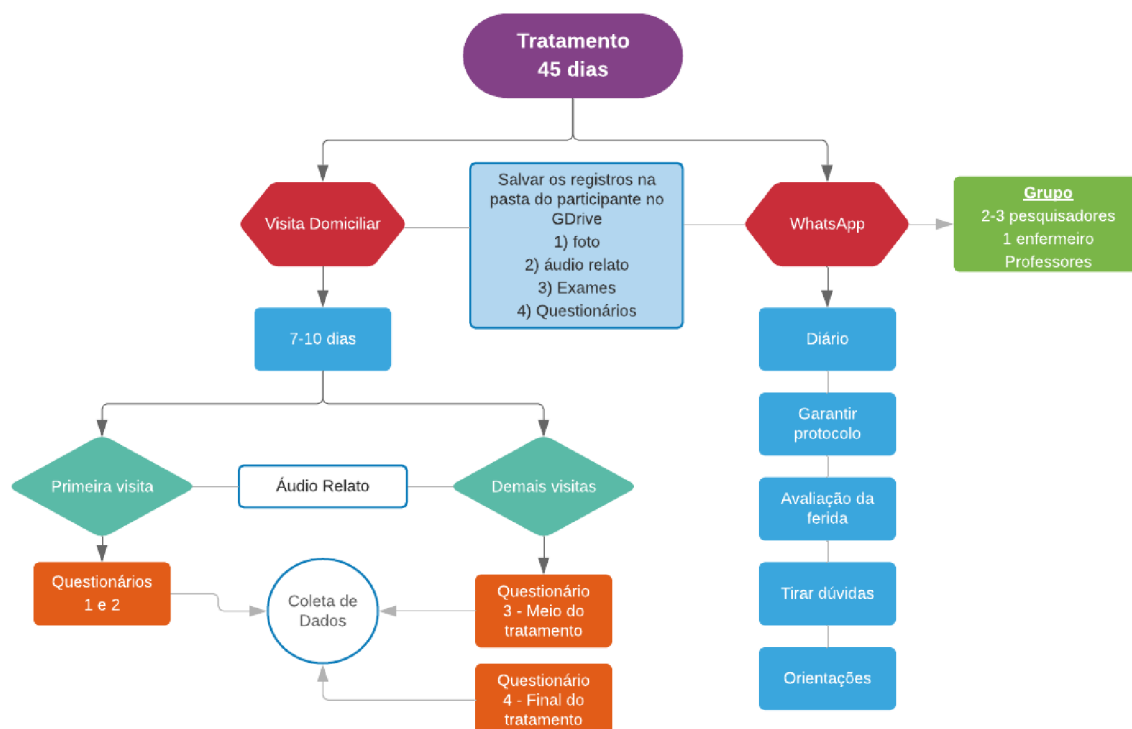 Tratamento
45 dias
Visita Domiciliar
Salvar os registros na
pasta do participante no
GDrive
1) foto
2) áudio relato
3) Exames
4) Questionários
WhatsApp
Grupo
2-3 pesquisadores
1 enfermeiro
Professores
7-10 dias
Diário
Garantir
protocolo
Primeira visita
Áudio Relato
Demais visitas
Avaliação da
ferida
Questionários
1 e 2
Coleta de
Dados
Questionário
3 - Meio do
tratamento
Tirar dúvidas
Questionário
4 - Final do
tratamento
Orientações